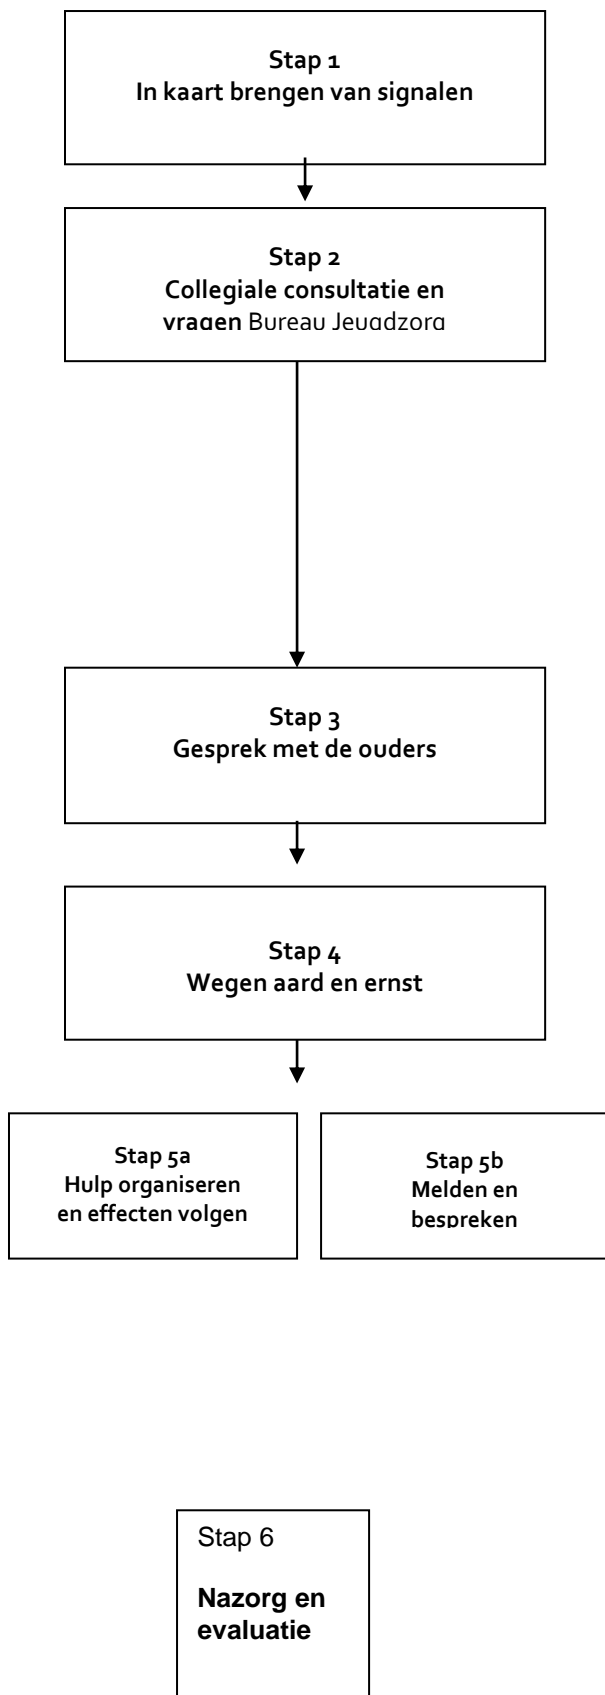 Stap 1
In kaart brengen van signalen
Stap 2
Collegiale consultatie en
vragen Bureau Jeugdzorg
Stap 3
Gesprek met de ouders
Stap 4
Wegen aard en ernst
Stap 5a
Hulp organiseren
en effecten volgen
Stap 5b
Melden en
bespreken
Stap 6
Nazorg en
evaluatie